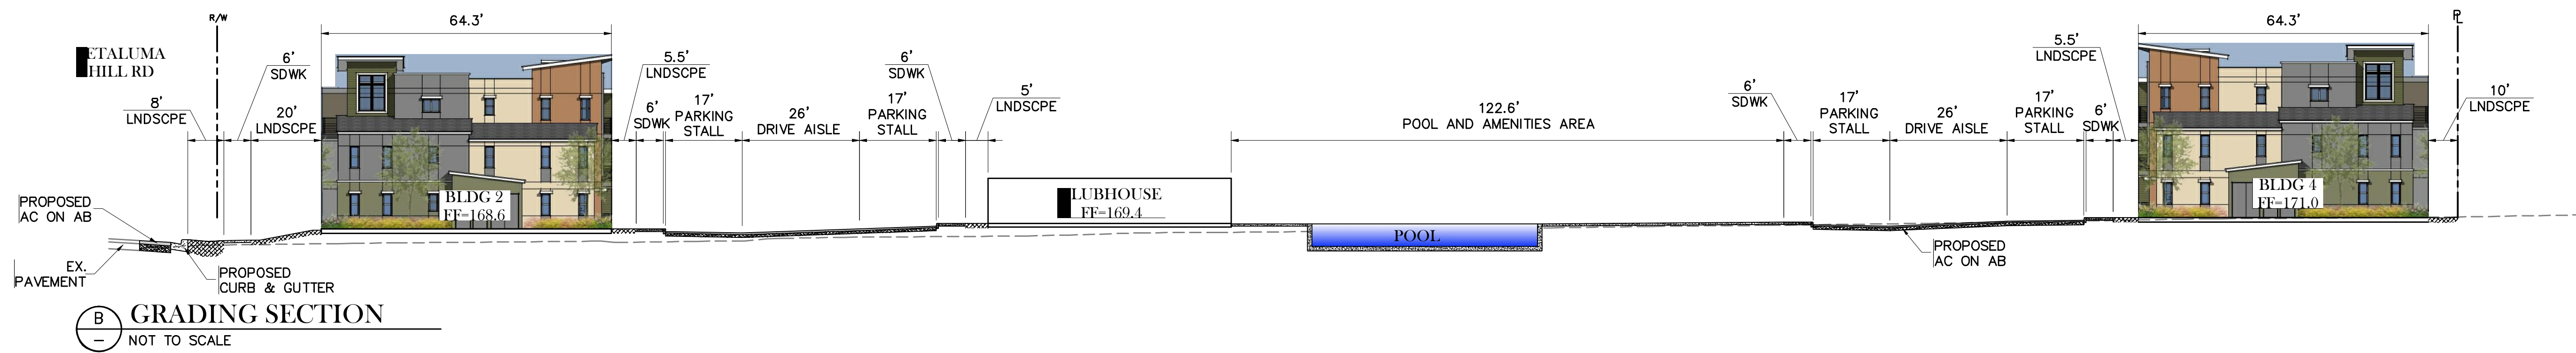 R/W
ETALUMA
HILL RD
8'
LNDSCPE
6'
SDWK
20'
LNDSCPE
64.3'
BLDG 2
FF=168.6
5.5'
LNDSCPE
6'
SDWK
17'
PARKING
STALL
26'
DRIVE AISLE
17'
PARKING
STALL
6'
SDWK
5'
LNDSCPE
LUBHOUSE
FF=169.4
122.6'
POOL AND AMENITIES AREA
POOL
6'
SDWK
17'
PARKING
STALL
26'
DRIVE AISLE
17'
PARKING
STALL
6'
SDWK
5.5'
LNDSCPE
64.3'
BLDG 4
FF=171.0
PL
10'
LNDSCPE
PROPOSED
AC ON AB
EX.
PAVEMENT
PROPOSED
CURB & GUTTER
PROPOSED
AC ON AB
B
–
GRADING SECTION
NOT TO SCALE